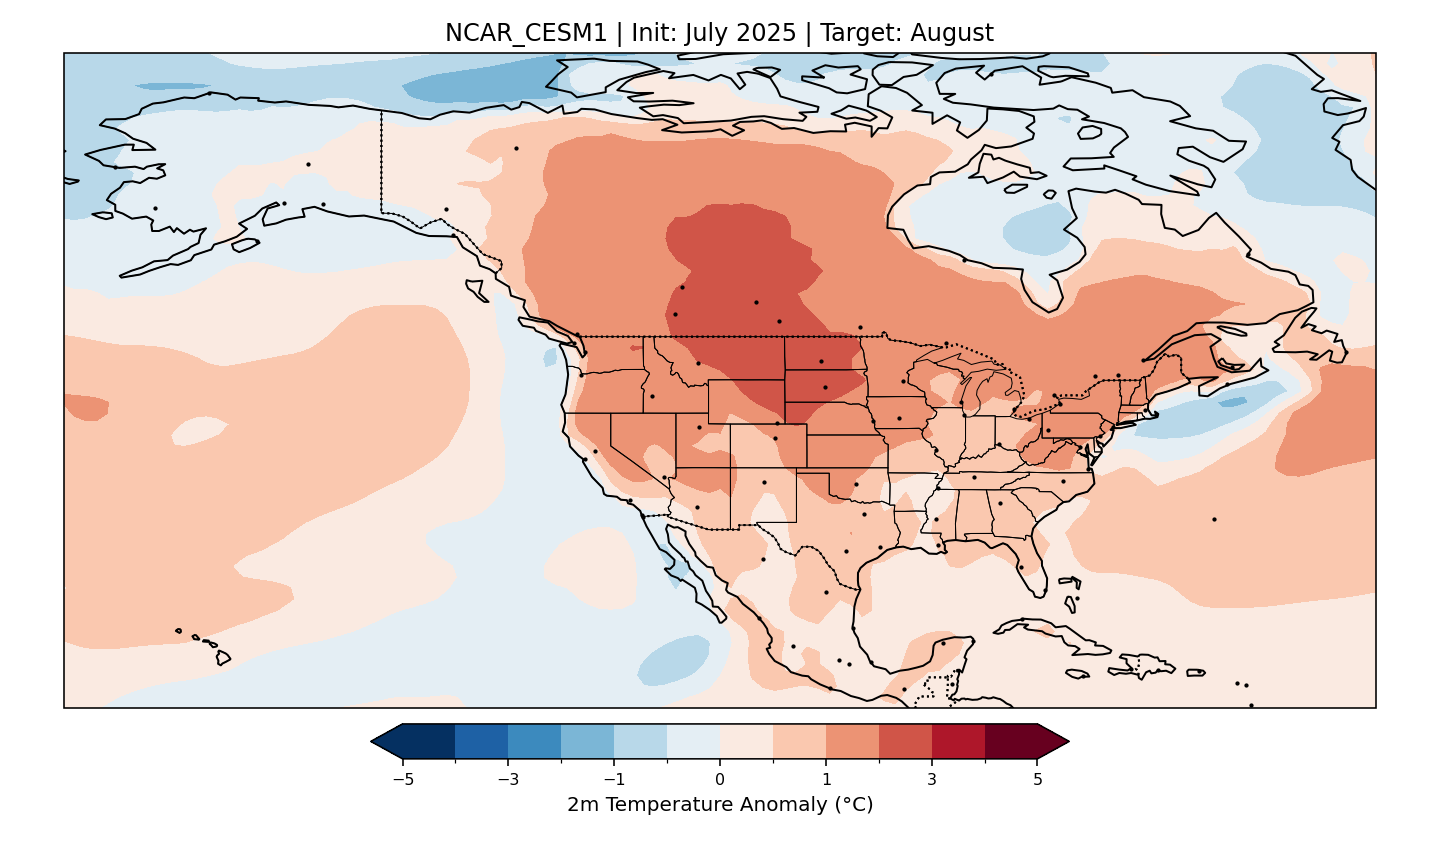 NCAR_CESM1 | Init: July 2025 | Target: August
−5 −3 −1 0 1 3 5
2m Temperature Anomaly (°C)